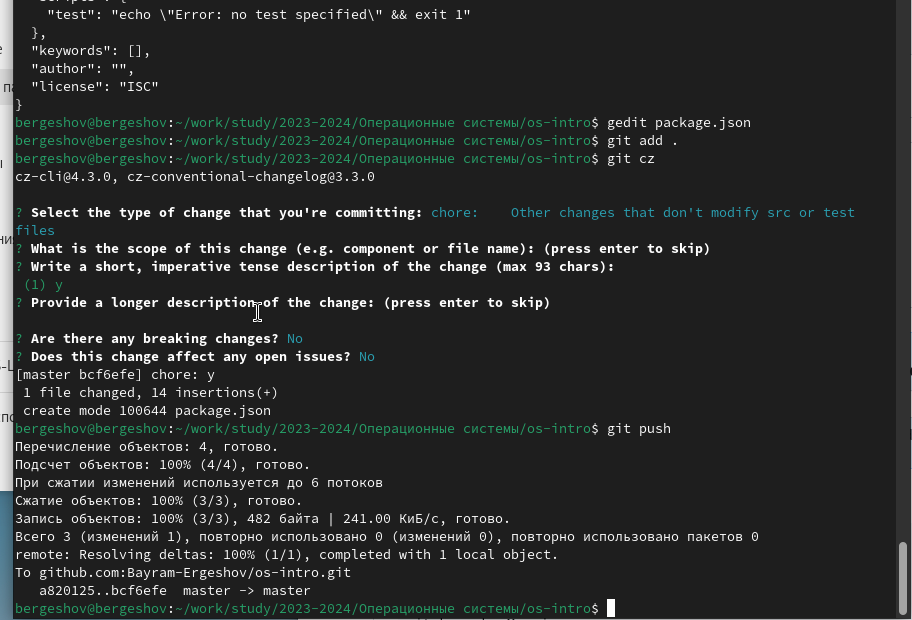 "test": "echo \"Error: no test specified\" && exit 1"
},
"keywords": [],
"author": "",
"license": "ISC"
}
bergeshov@bergeshov:~/work/study/2023-2024/Операционные системы/os-intro$ gedit package.json
bergeshov@bergeshov:~/work/study/2023-2024/Операционные системы/os-intro$ git add .
bergeshov@bergeshov:~/work/study/2023-2024/Операционные системы/os-intro$ git cz
cz-cli@4.3.0, cz-conventional-changelog@3.3.0
? Select the type of change that you're committing: chore:    Other changes that don't modify src or test
files
? What is the scope of this change (e.g. component or file name): (press enter to skip)
? Write a short, imperative tense description of the change (max 93 chars):
(1) y
? Provide a longer description of the change: (press enter to skip)
? Are there any breaking changes? No
? Does this change affect any open issues? No
[master bcf6efe] chore: y
1 file changed, 14 insertions(+)
create mode 100644 package.json
bergeshov@bergeshov:~/work/study/2023-2024/Операционные системы/os-intro$ git push
Перечисление объектов: 4, готово.
Подсчет объектов: 100% (4/4), готово.
При сжатии изменений используется до 6 потоков
Сжатие объектов: 100% (3/3), готово.
Запись объектов: 100% (3/3), 482 байта | 241.00 КиБ/с, готово.
Всего 3 (изменений 1), повторно использовано 0 (изменений 0), повторно использовано пакетов 0
remote: Resolving deltas: 100% (1/1), completed with 1 local object.
To github.com:Bayram-Ergeshov/os-intro.git
a820125..bcf6efe  master -> master
bergeshov@bergeshov:~/work/study/2023-2024/Операционные системы/os-intro$